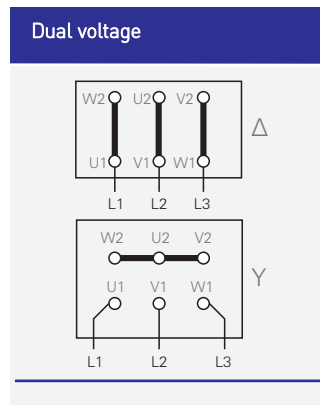 Dual voltage
W2 U2 V2
Δ
U1 V1 W1
L1 L2 L3
W2 U2 V2
U1 V1 W1
Y
L1 L2 L3